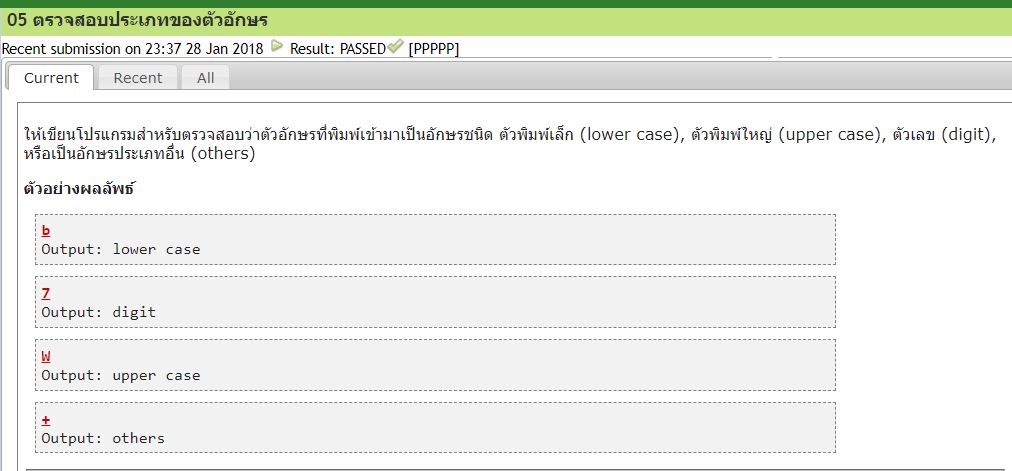 05 ตรวจสอบประเภทของตัวอักษร
Recent submission on 23:37 28 Jan 2018 Result: PASSED [PPPPP]
Current Recent All
ให้เขียนโปรแกรมสำหรับตรวจสอบว่าตัวอักษรที่พิมพ์เข้ามาเป็นอักษรชนิด ตัวพิมพ์เล็ก (lower case), ตัวพิมพ์ใหญ่ (upper case), ตัวเลข (digit),
หรือเป็นอักษรประเภทอื่น (others)
ตัวอย่างผลลัพธ์
b
Output: lower case
7
Output: digit
W
Output: upper case
+
Output: others